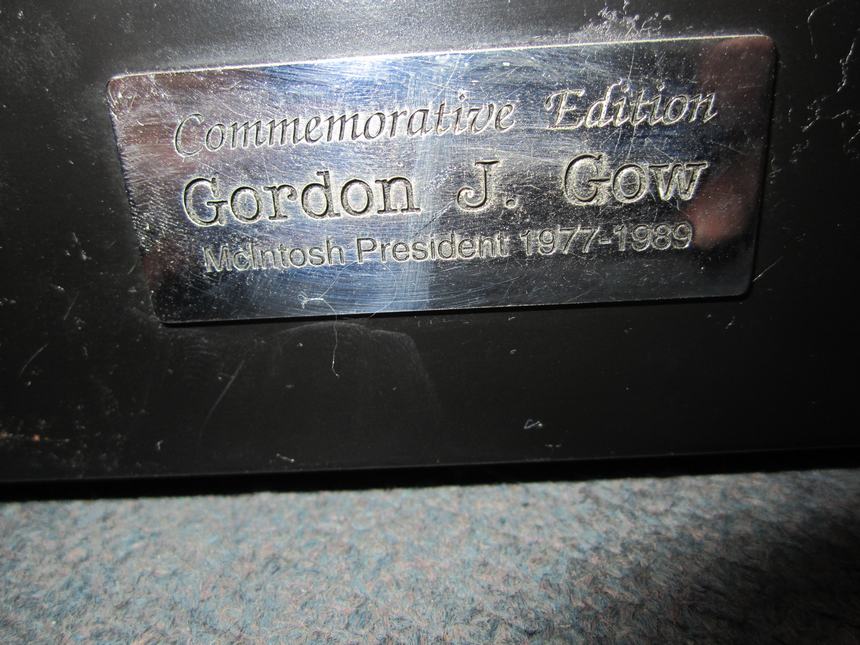 Commemorative Edition
Gordon J. Gow
McIntosh President 1977-1989